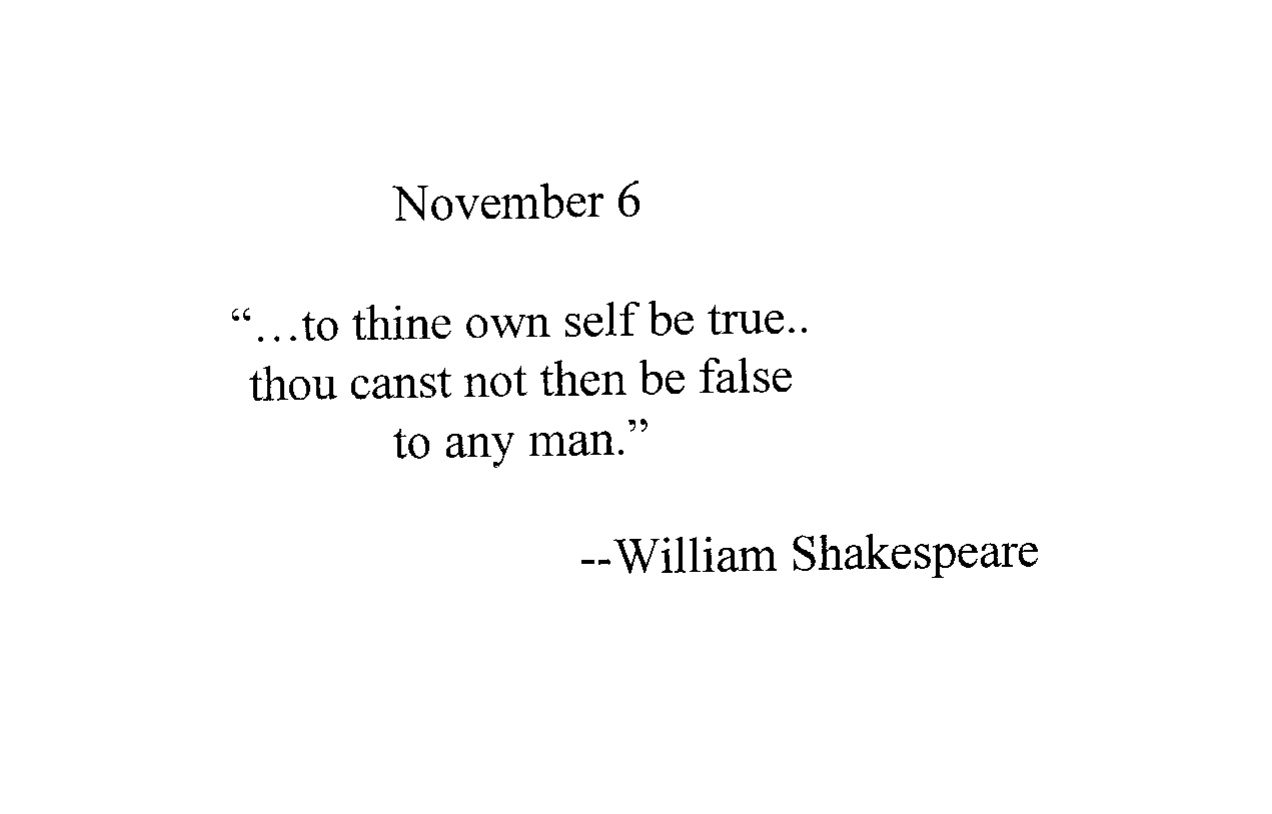 November 6
“…to thine own self be true..
thou canst not then be false
to any man.”
--William Shakespeare